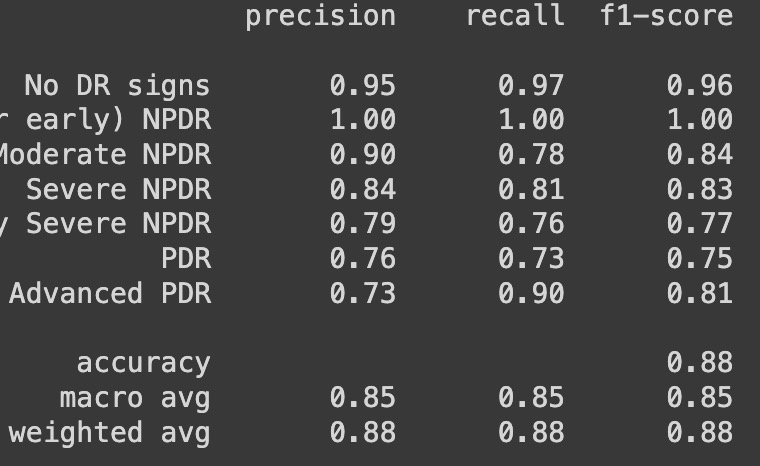 precision recall f1-score
No DR signs 0.95 0.97 0.96
early) NPDR 1.00 1.00 1.00
Moderate NPDR 0.90 0.78 0.84
Severe NPDR 0.84 0.81 0.83
Severe NPDR 0.79 0.76 0.77
PDR 0.76 0.73 0.75
Advanced PDR 0.73 0.90 0.81
accuracy 0.88
macro avg 0.85 0.85 0.85
weighted avg 0.88 0.88 0.88